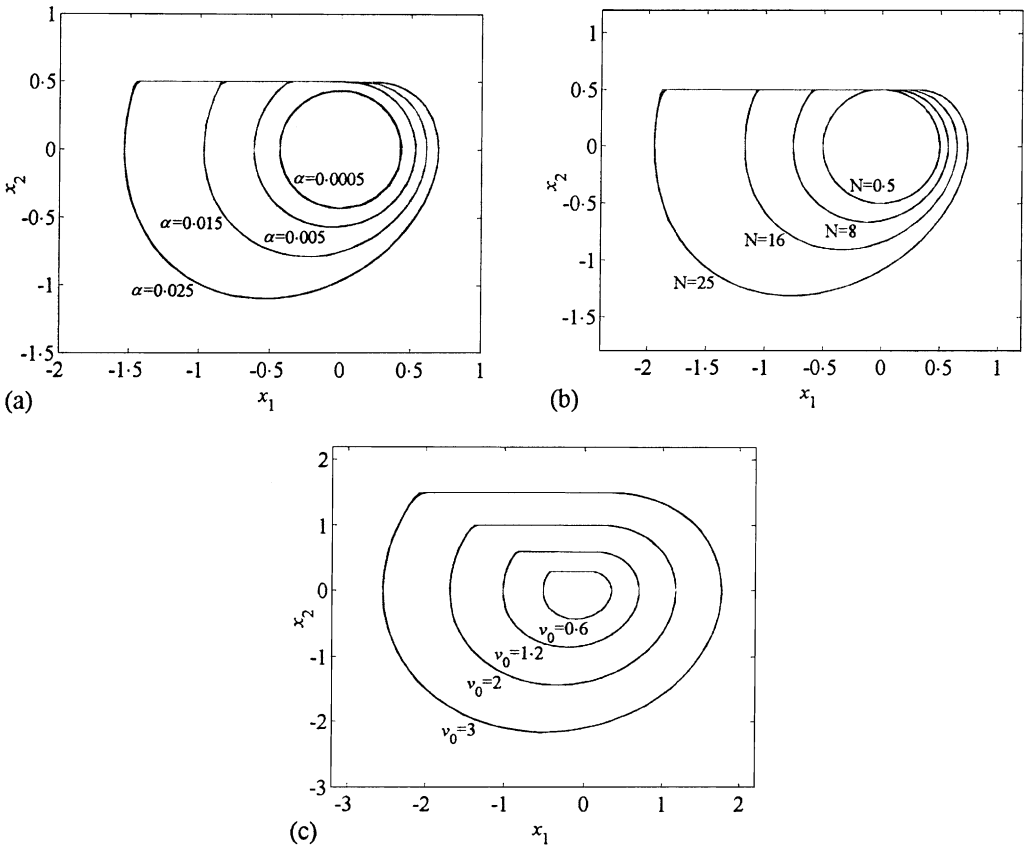 1
0·5
0
-0·5
-1
-1·5
x2
α=0·0005
α=0·015
α=0·005
α=0·025
-2 -1·5 -1 -0·5 0 0·5 1
x1
(a)
1
0·5
0
-0·5
-1
-1·5
x2
N=0·5
N=8
N=16
N=25
-2 -1·5 -1 -0·5 0 0·5 1
x1
(b)
2
1
0
-1
-2
-3
x2
v0=0·6
v0=1·2
v0=2
v0=3
-3 -2 -1 0 1 2
x1
(c)